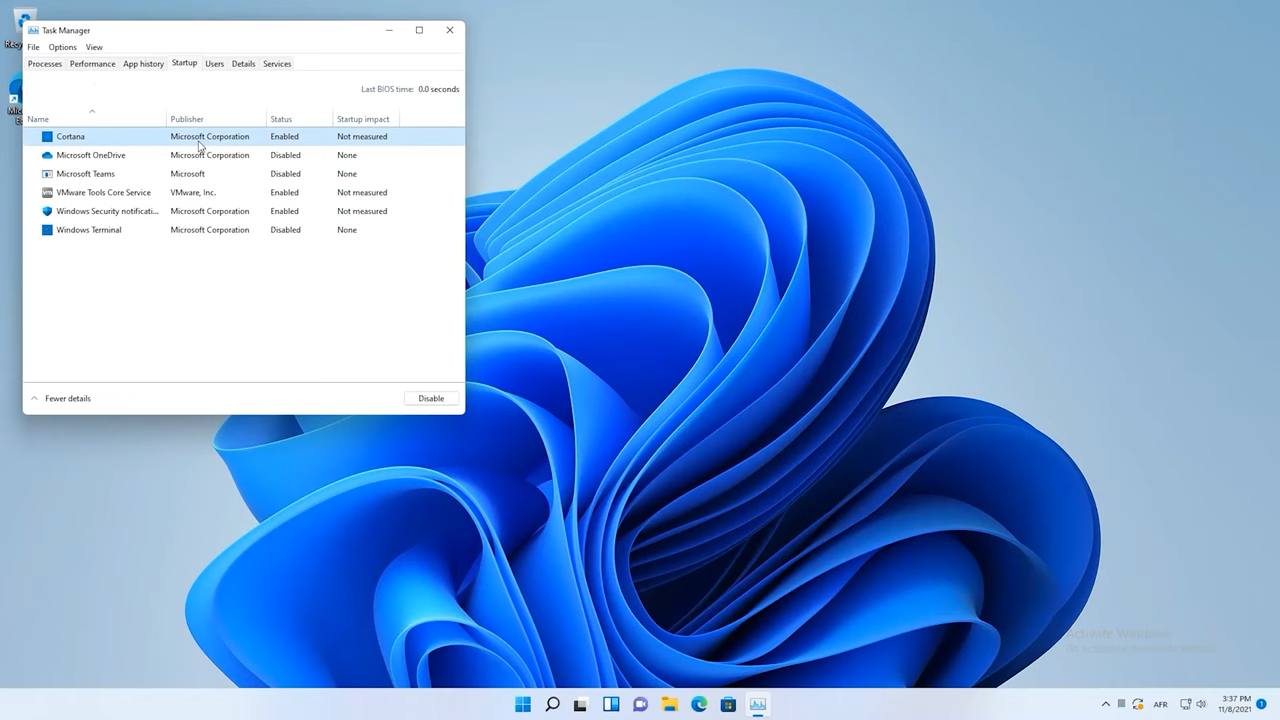 Task Manager
File Options View
Processes Performance App history Startup Users Details Services
Last BIOS time: 0.0 seconds
Name Publisher Status Startup impact
Cortana Microsoft Corporation Enabled Not measured
Microsoft OneDrive Microsoft Corporation Disabled None
Microsoft Teams Microsoft Disabled None
VMware Tools Core Service VMware, Inc. Enabled Not measured
Windows Security notificati... Microsoft Corporation Enabled Not measured
Windows Terminal Microsoft Corporation Disabled None
Fewer details Disable
Activate Windows
AFR
3:37 PM
11/8/2021
1